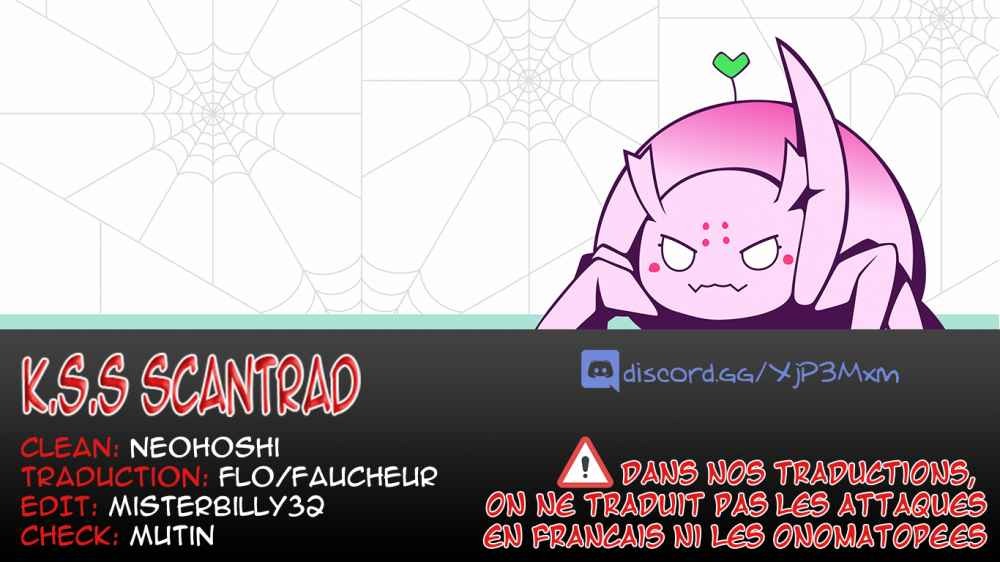 K.S.S SCANTRAD
CLEAN: NEOHOSHI
TRADUCTION: FLO/FAUCHEUR
EDIT: MISTERBILLY32
CHECK: MUTIN
discord.gg/XjP3Mxm
! DANS NOS TRADUCTIONS,
ON NE TRADUIT PAS LES ATTAQUES
EN FRANCAIS NI LES ONOMATOPEES